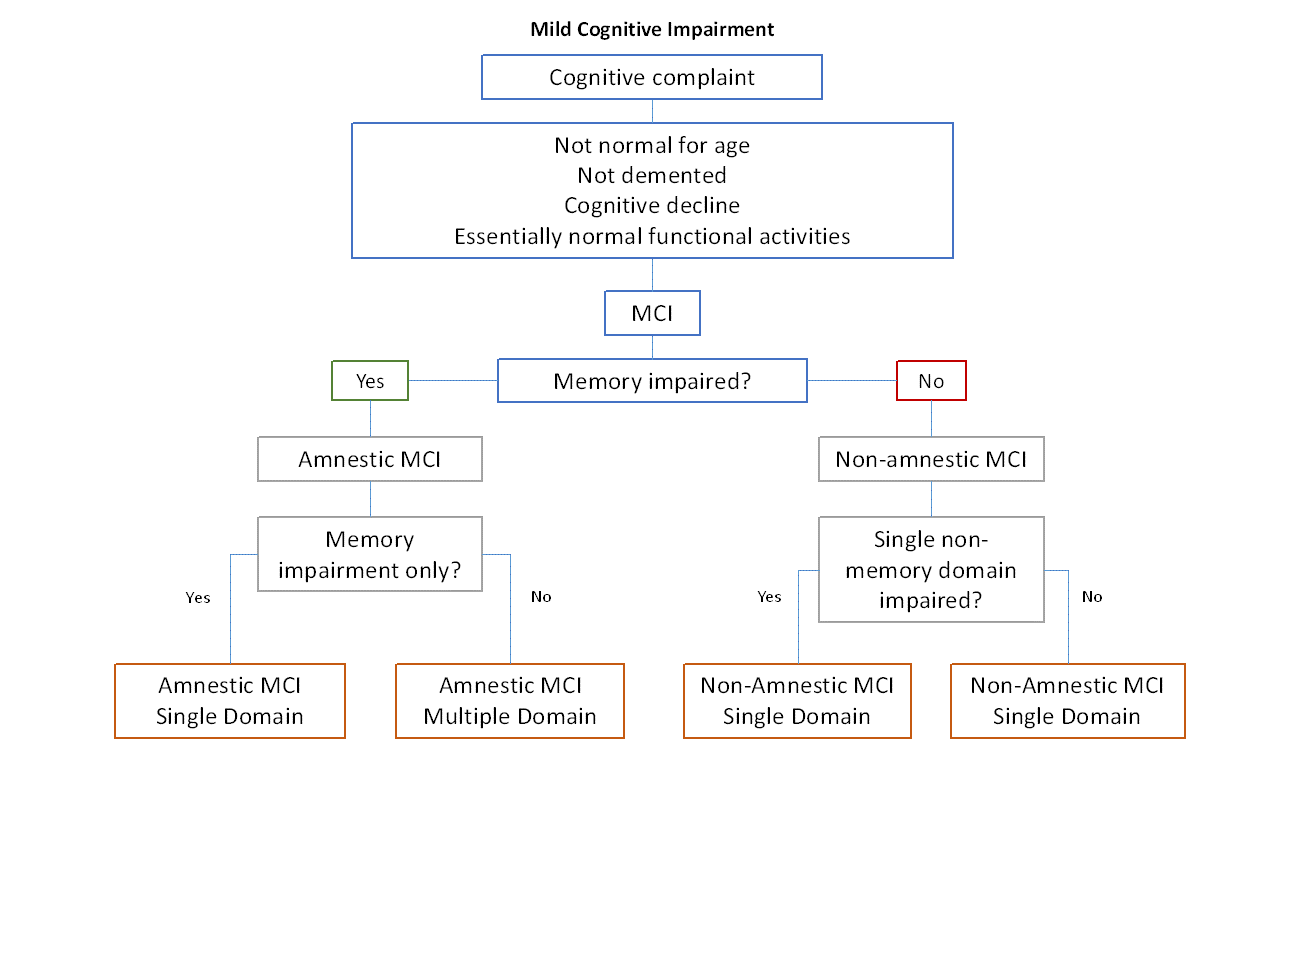 Mild Cognitive Impairment
Cognitive complaint
Not normal for age
Not demented
Cognitive decline
Essentially normal functional activities
MCI
Yes
Memory impaired?
No
Amnestic MCI
Non-amnestic MCI
Memory
impairment only?
Single non-
memory domain
impaired?
Yes
No
Yes
No
Amnestic MCI
Single Domain
Amnestic MCI
Multiple Domain
Non-Amnestic MCI
Single Domain
Non-Amnestic MCI
Single Domain